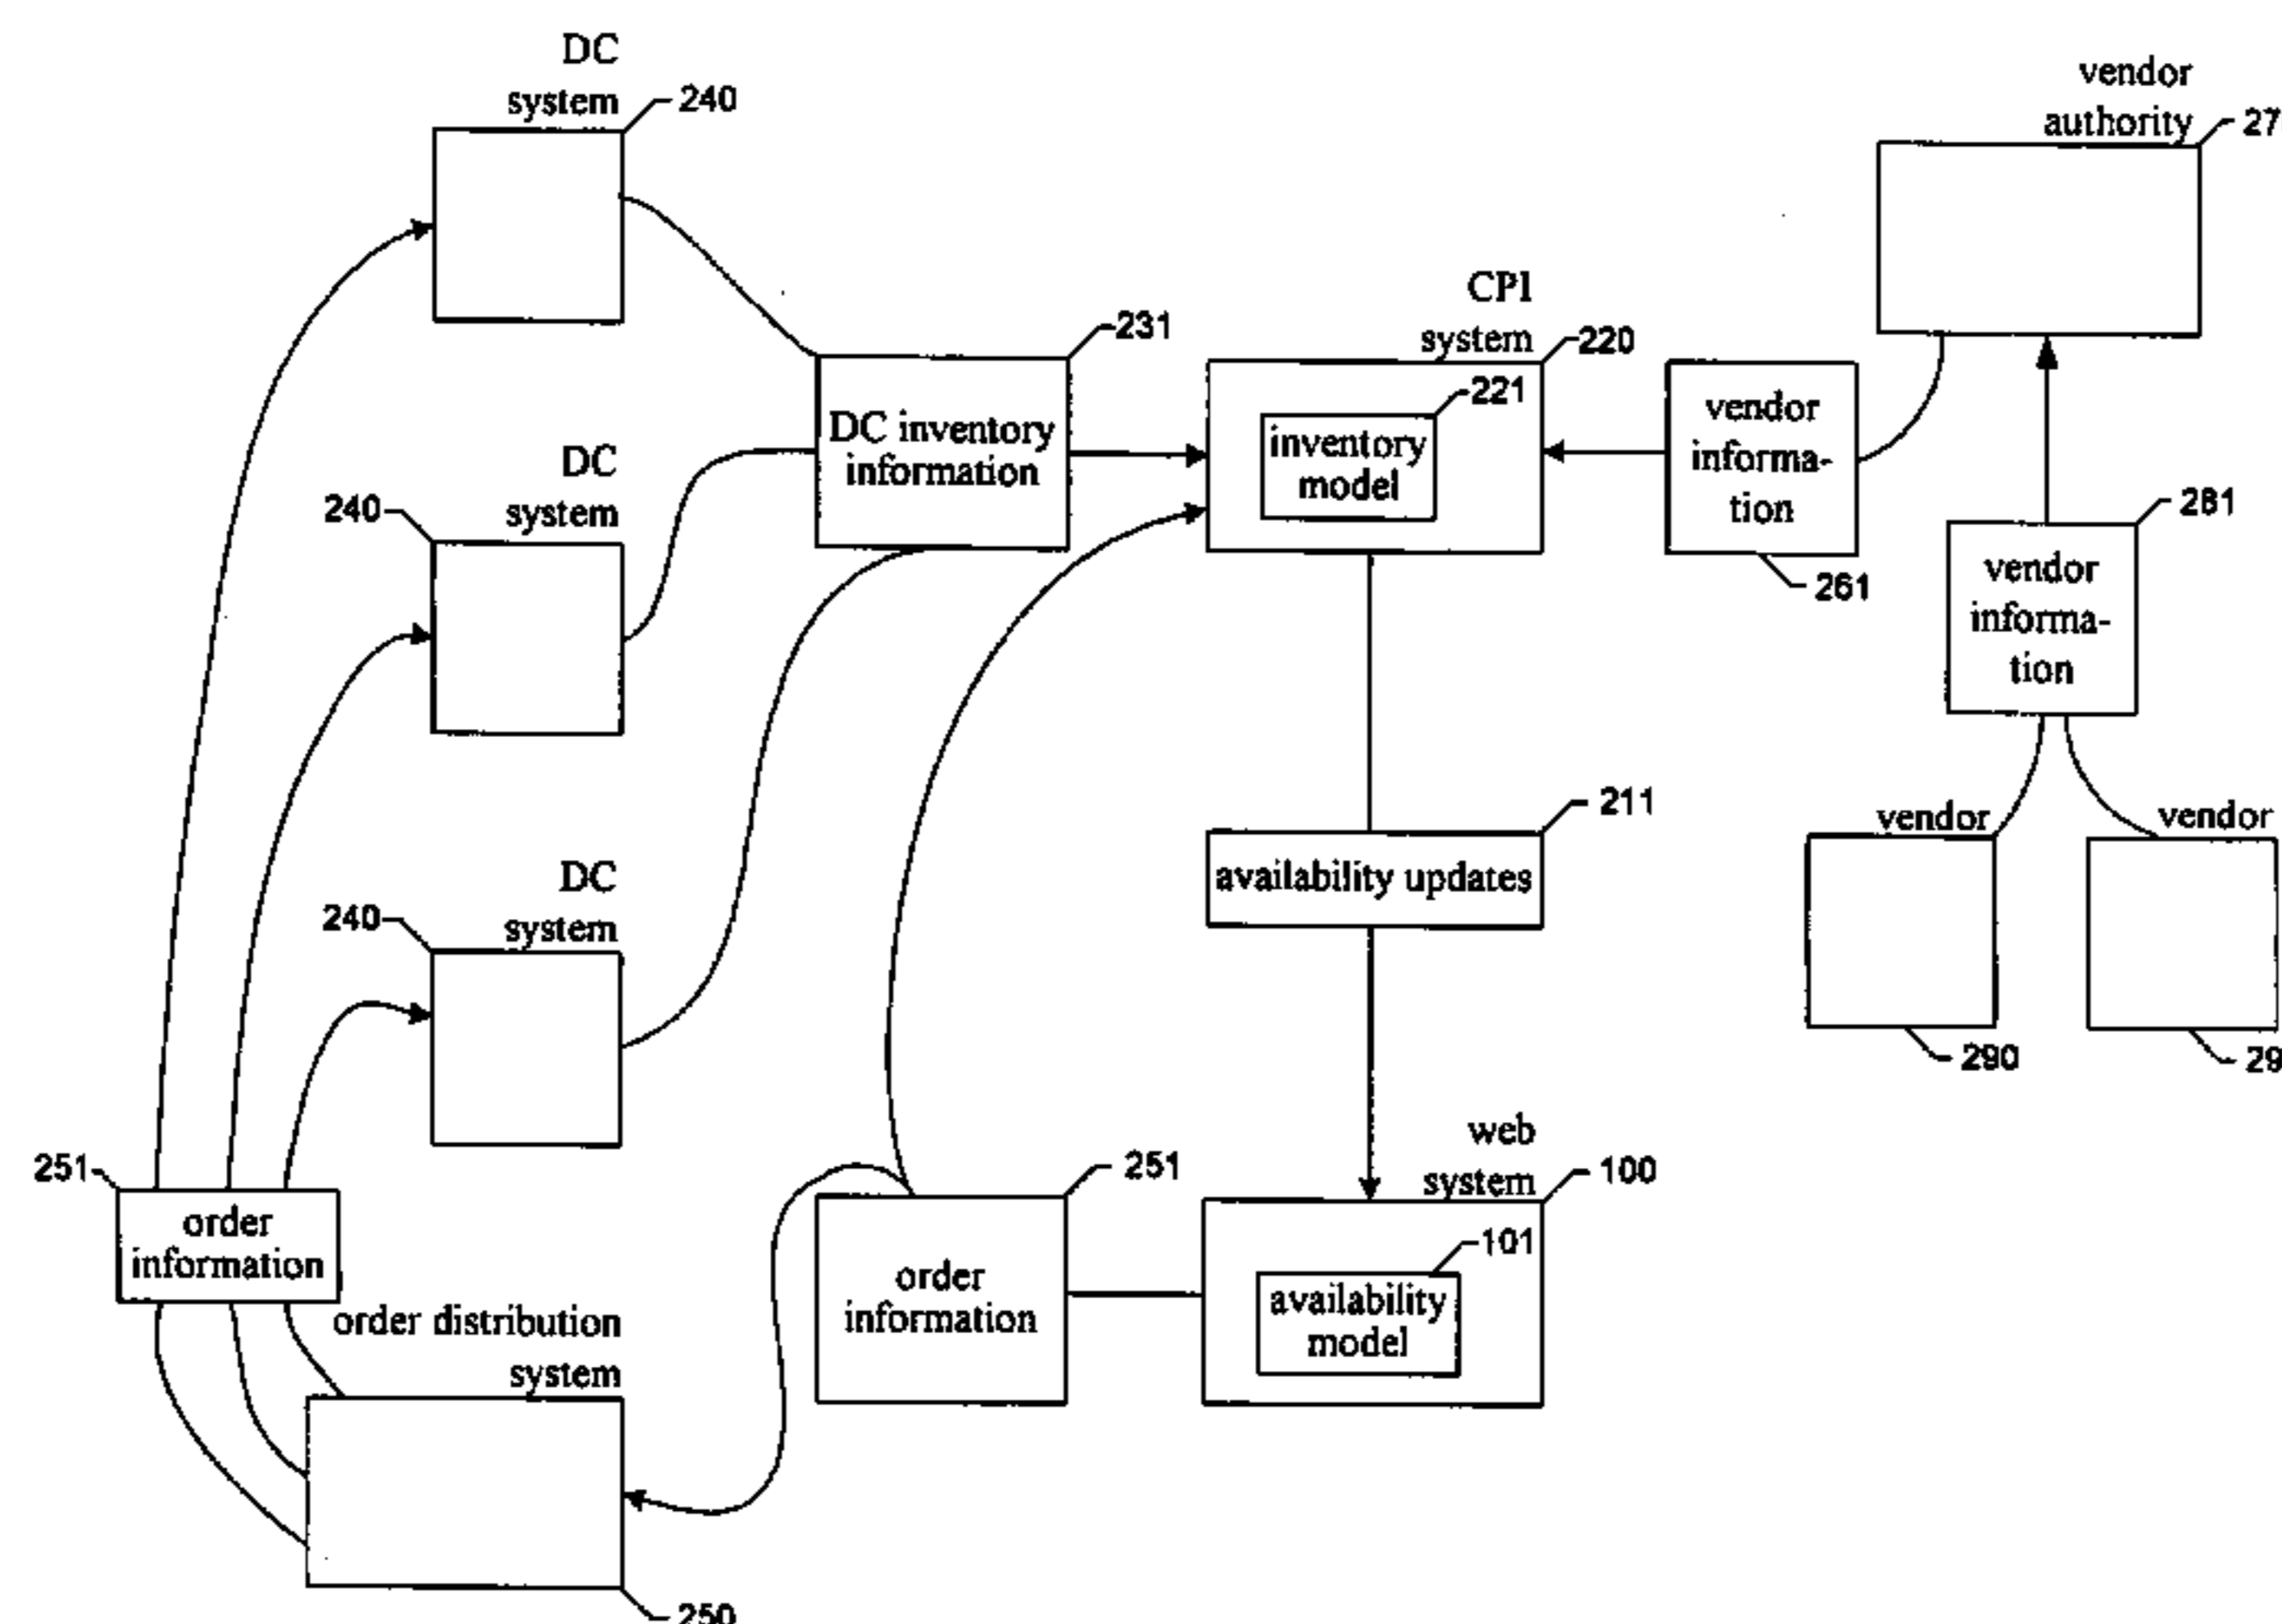 DC
system
240
vendor
authority
27
CPI
system
220
231
DC inventory
information
221
inventory
model
vendor
informa-
tion
261
281
vendor
informa-
tion
DC
system
240
211
availability updates
vendor
290
vendor
29
DC
system
240
251
order
information
order distribution
system
250
251
order
information
web
system
100
101
availability
model